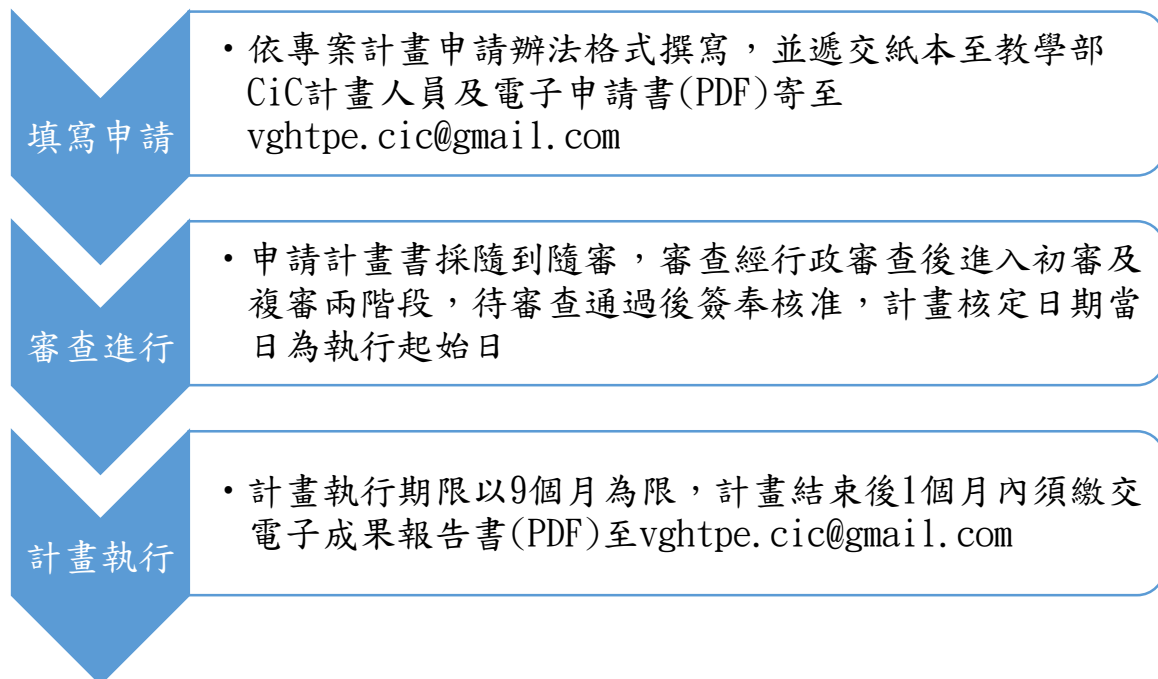 填寫申請
•依專案計畫申請辦法格式撰寫，並遞交紙本至教學部
CiC計畫人員及電子申請書(PDF)寄至
vghtpe.cic@gmail.com
審查進行
•申請計畫書採隨到隨審，審查經行政審查後進入初審及
複審兩階段，待審查通過後簽奉核准，計畫核定日期當
日為執行起始日
計畫執行
•計畫執行期限以9個月為限，計畫結束後1個月內須繳交
電子成果報告書(PDF)至vghtpe.cic@gmail.com